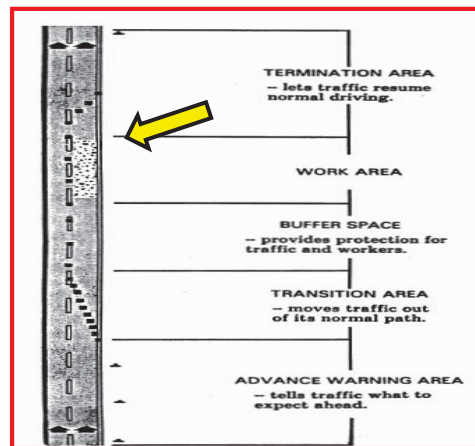 TERMINATION AREA
-- lets traffic resume
normal driving.
WORK AREA
BUFFER SPACE
-- provides protection for
traffic and workers.
TRANSITION AREA
-- moves traffic out
of its normal path.
ADVANCE WARNING AREA
-- tells traffic what to
expect ahead.